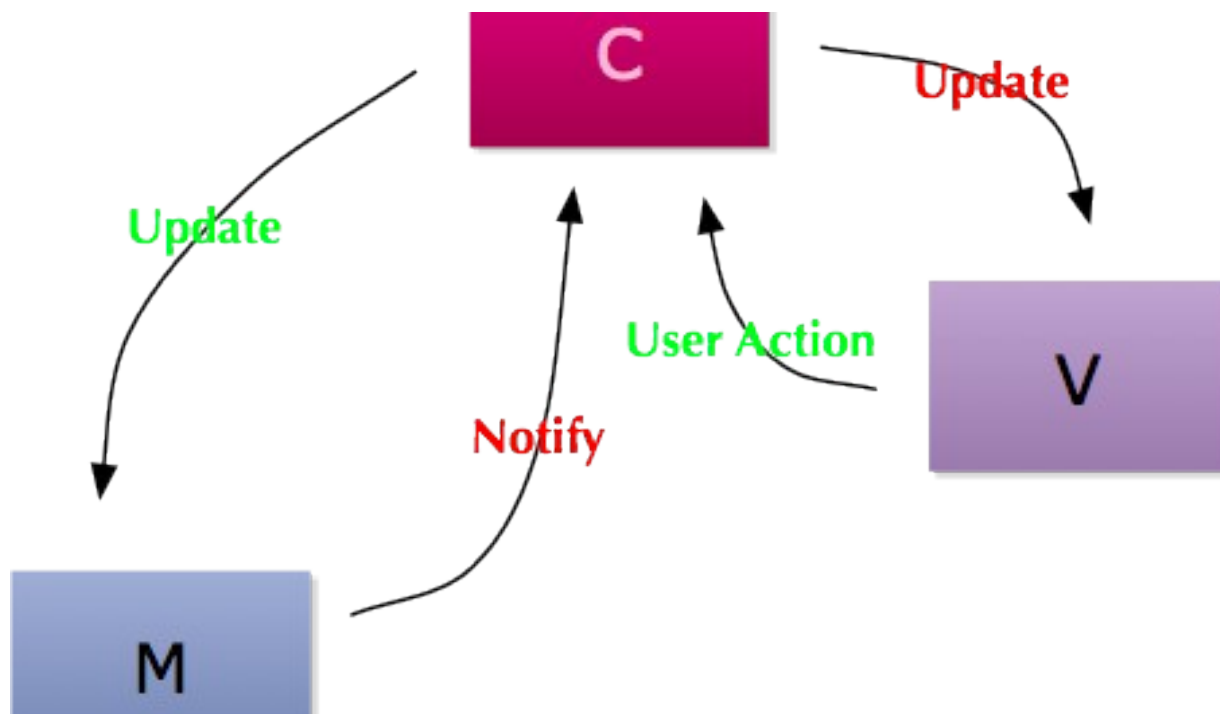 C
Update
Update
User Action
V
Notify
M